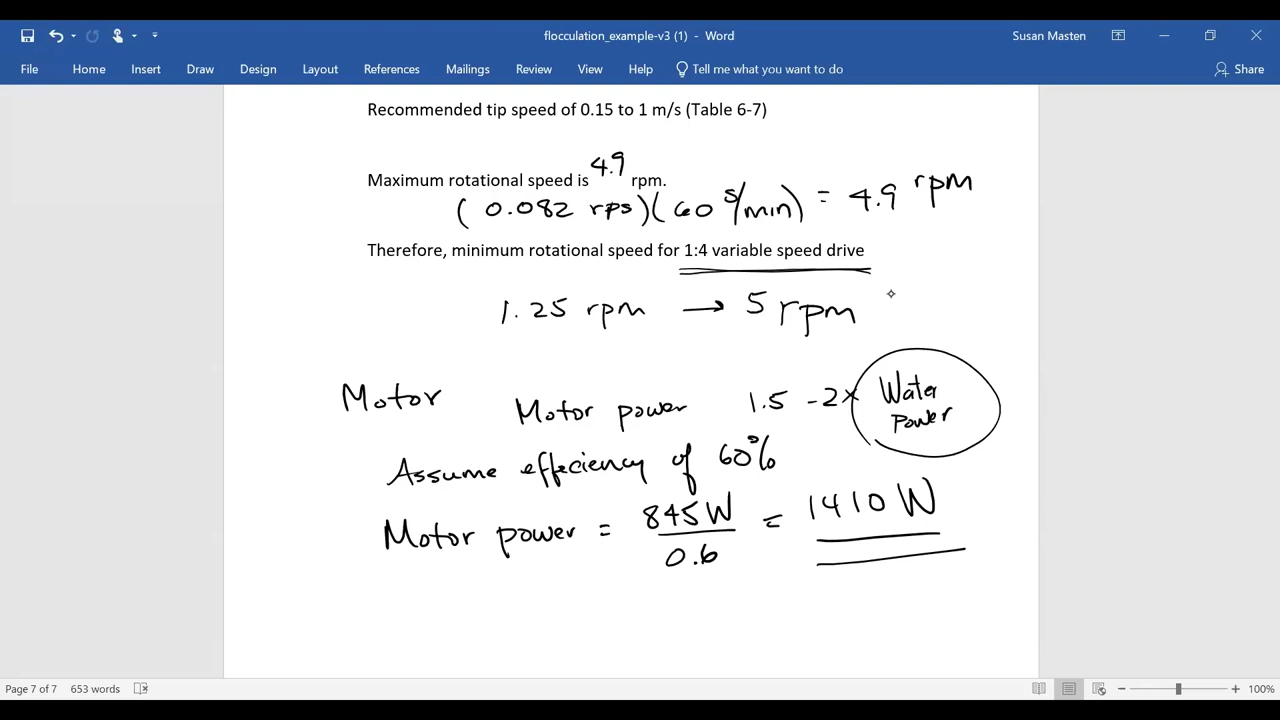 flocculation_example-v3 (1) - Word
Susan Masten
File Home Insert Draw Design Layout References Mailings Review View Help Tell me what you want to do Share
Recommended tip speed of 0.15 to 1 m/s (Table 6-7)
Maximum rotational speed is 4.9 rpm.
(0.082 rps)(60 s/min) = 4.9 rpm
Therefore, minimum rotational speed for 1:4 variable speed drive
1.25 rpm → 5 rpm
Motor Motor power 1.5 - 2x Water power
Assume effeciency of 60%
Motor power = 845W / 0.6 = 1410 W
Page 7 of 7 653 words 100%